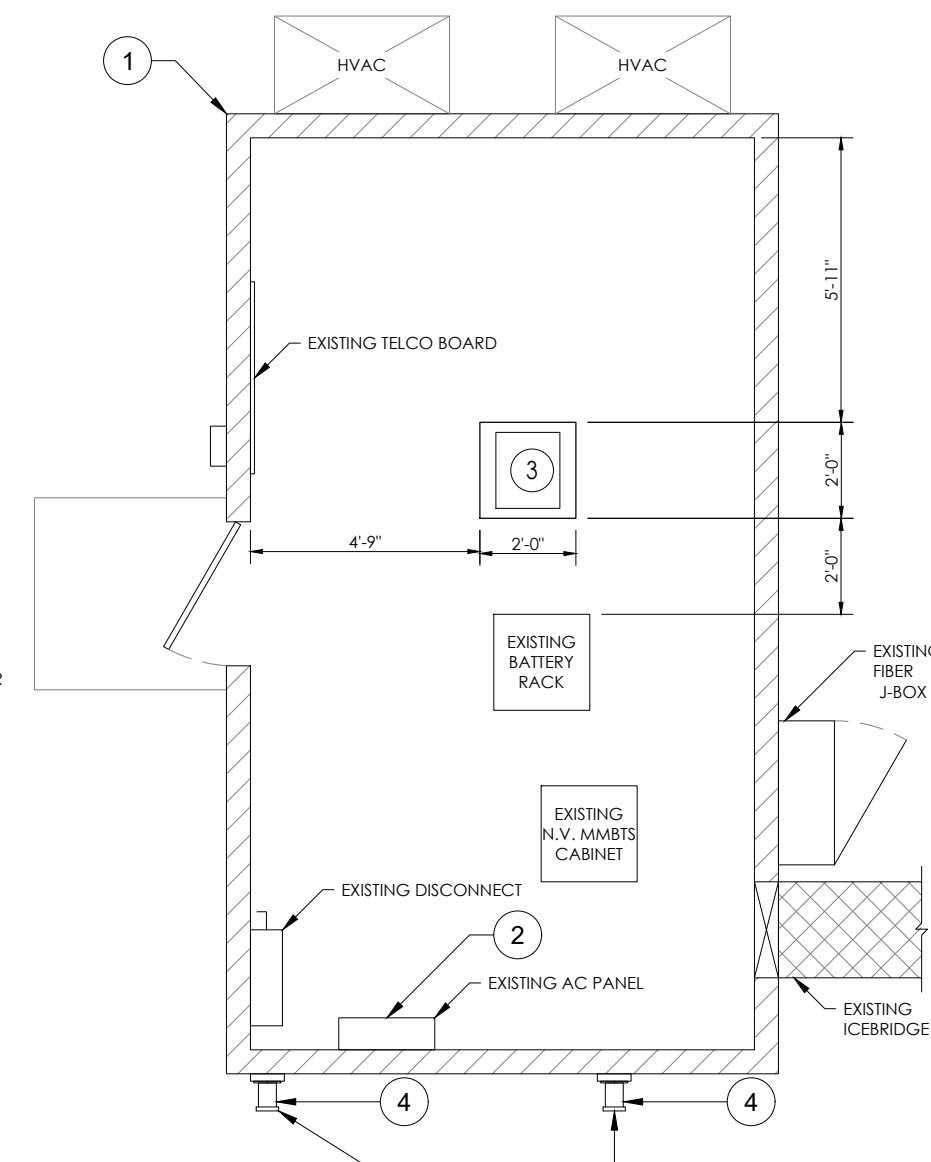 HVAC
HVAC
1
5'-11"
EXISTING TELCO BOARD
3
2'-0"
4'-9"
2'-0"
2'-0"
EXISTING
BATTERY
RACK
EXISTING
FIBER
J-BOX
R
EXISTING
N.V. MMBTS
CABINET
EXISTING DISCONNECT
2
EXISTING AC PANEL
EXISTING
ICEBRIDGE
4
4